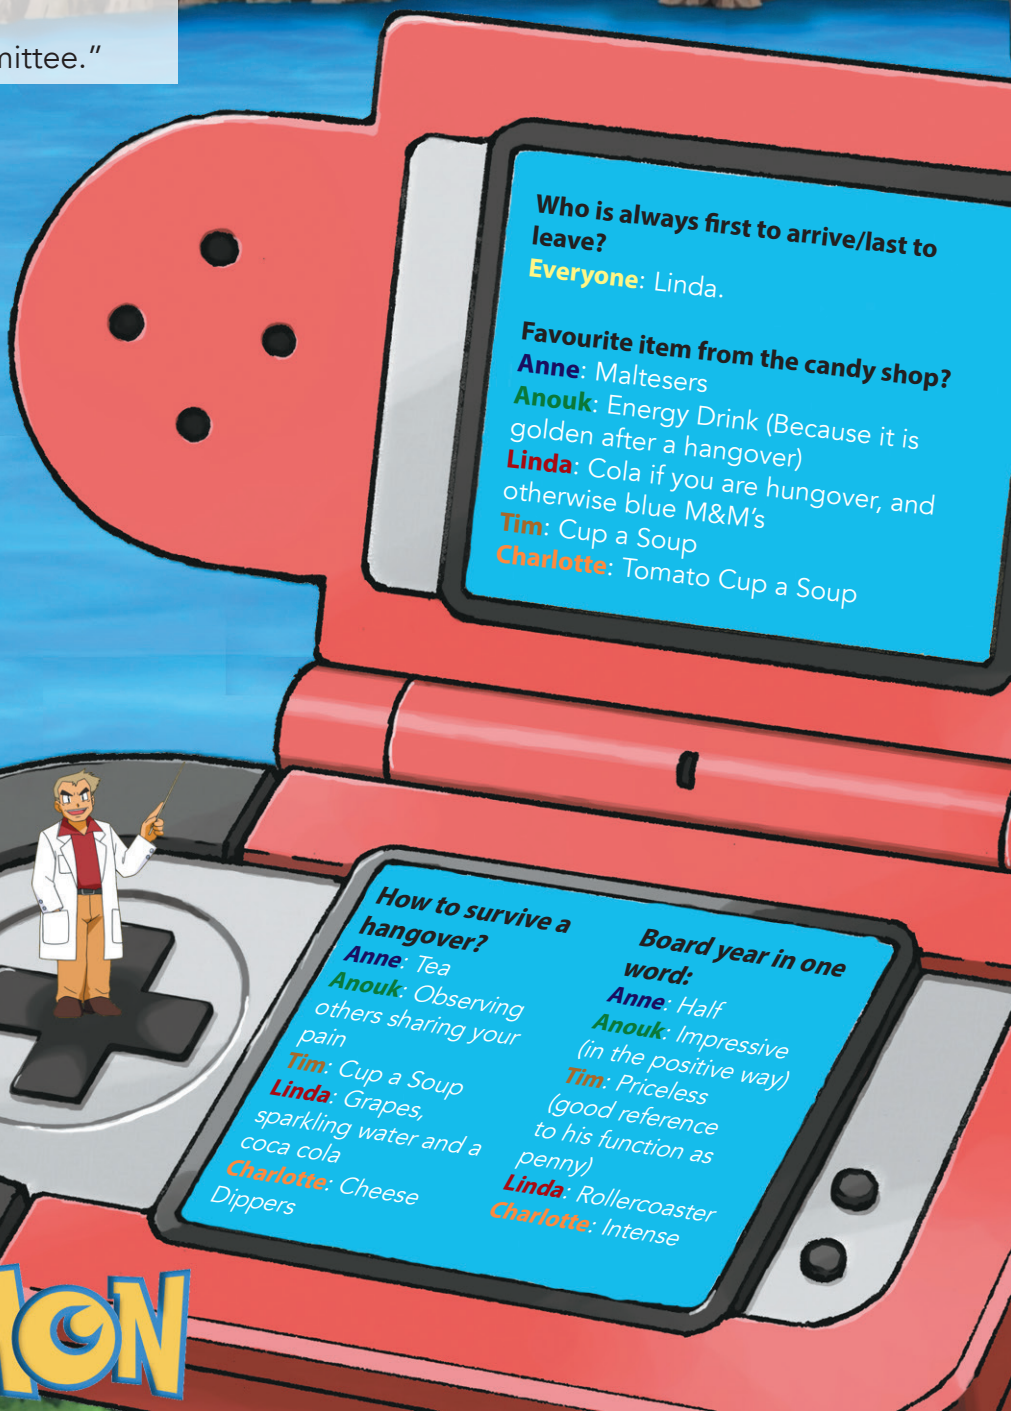 mittee.”
Who is always first to arrive/last to
leave?
Everyone: Linda.
Favourite item from the candy shop?
Anne: Maltesers
Anouk: Energy Drink (Because it is
golden after a hangover)
Linda: Cola if you are hungover, and
otherwise blue M&M's
Tim: Cup a Soup
Charlotte: Tomato Cup a Soup
How to survive a
hangover?
Anne: Tea
Anouk: Observing
others sharing your
pain
Tim: Cup a Soup
Linda: Grapes,
sparkling water and a
coca cola
Charlotte: Cheese
Dippers
Board year in one
word:
Anne: Half
Anouk: Impressive
(in the positive way)
Tim: Priceless
(good reference
to his function as
penny)
Linda: Rollercoaster
Charlotte: Intense
MON